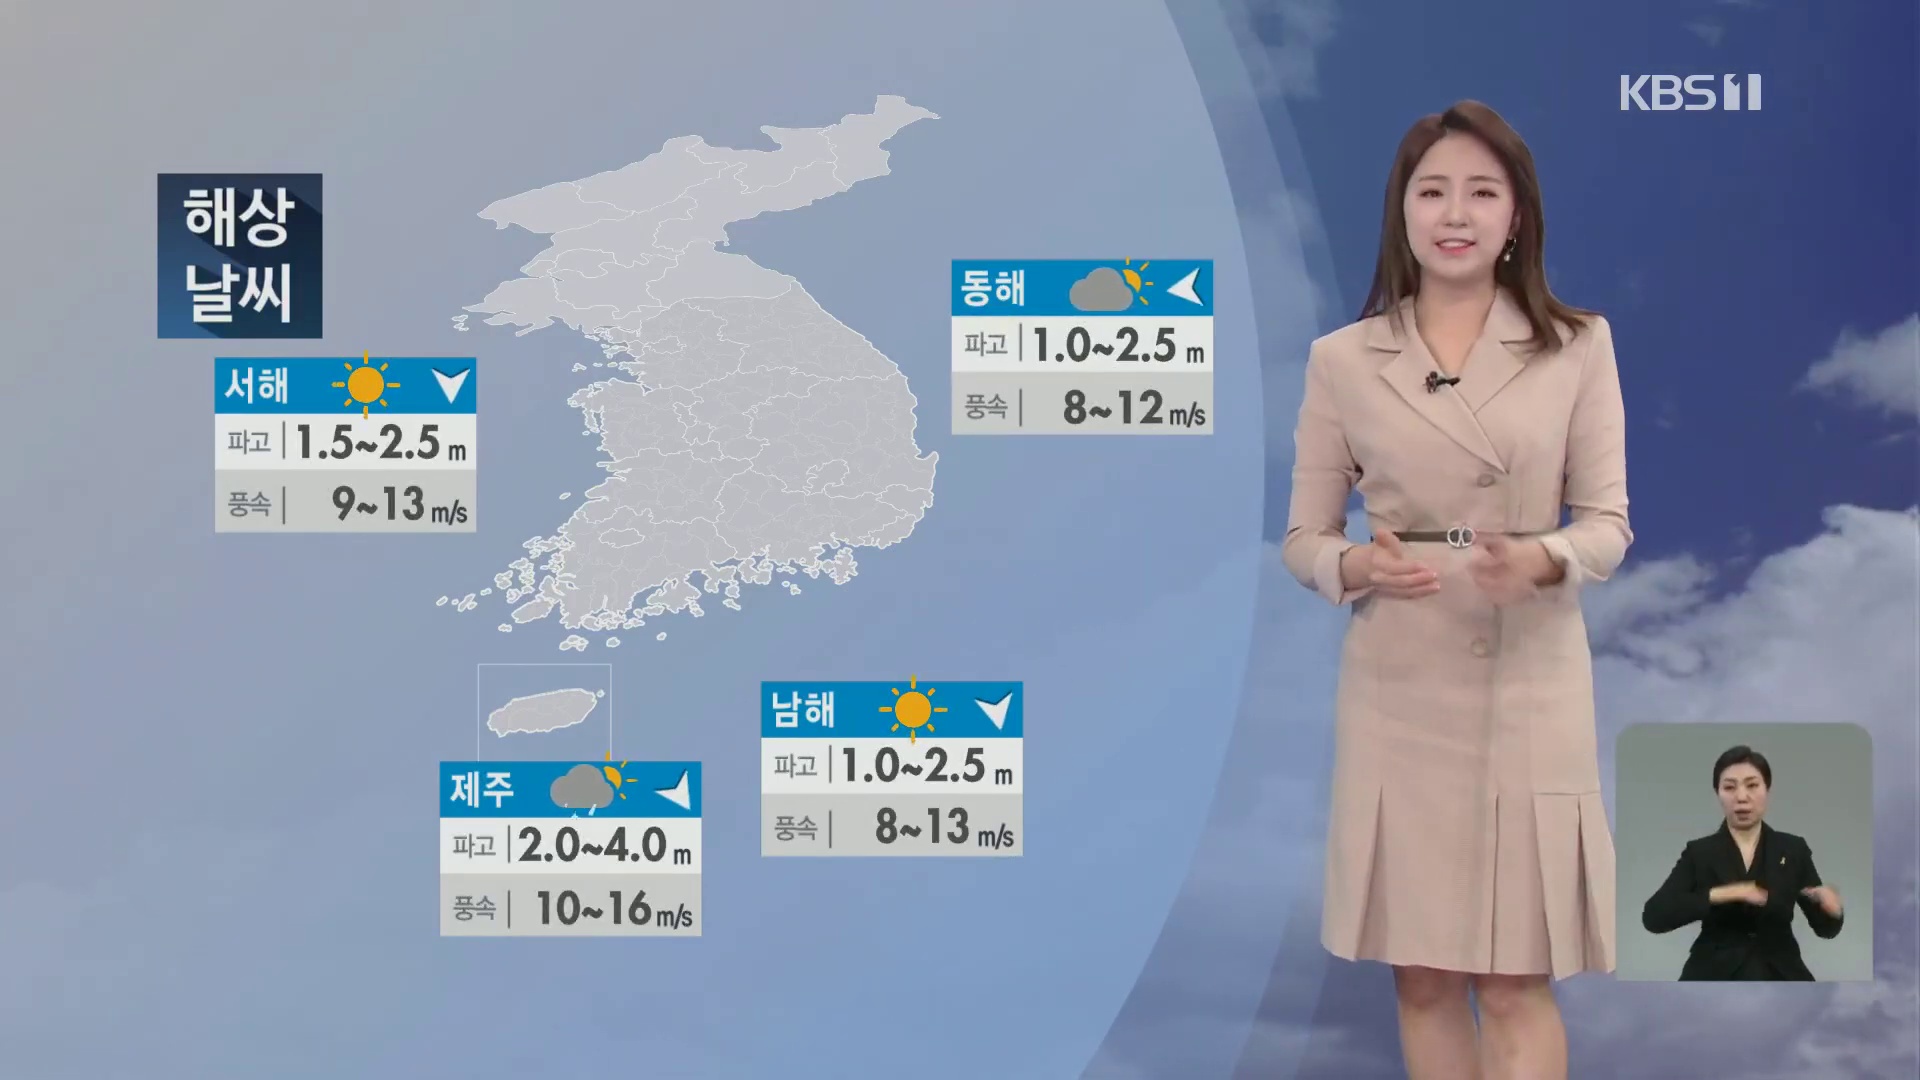 KBS 1
해상
날씨
동해
파고 1.0~2.5 m
풍속 8~12 m/s
서해
파고 1.5~2.5 m
풍속 9~13 m/s
남해
파고 1.0~2.5 m
풍속 8~13 m/s
제주
파고 2.0~4.0 m
풍속 10~16 m/s